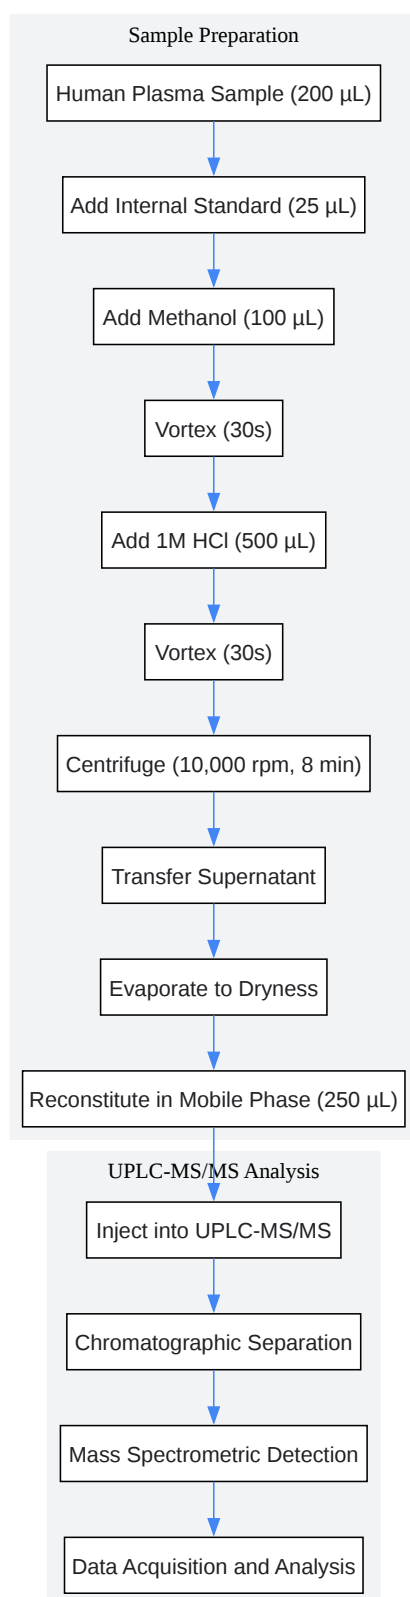 Sample Preparation
Human Plasma Sample (200 µL)
Add Internal Standard (25 µL)
Add Methanol (100 µL)
Vortex (30s)
Add 1M HCl (500 µL)
Vortex (30s)
Centrifuge (10,000 rpm, 8 min)
Transfer Supernatant
Evaporate to Dryness
Reconstitute in Mobile Phase (250 µL)
UPLC-MS/MS Analysis
Inject into UPLC-MS/MS
Chromatographic Separation
Mass Spectrometric Detection
Data Acquisition and Analysis